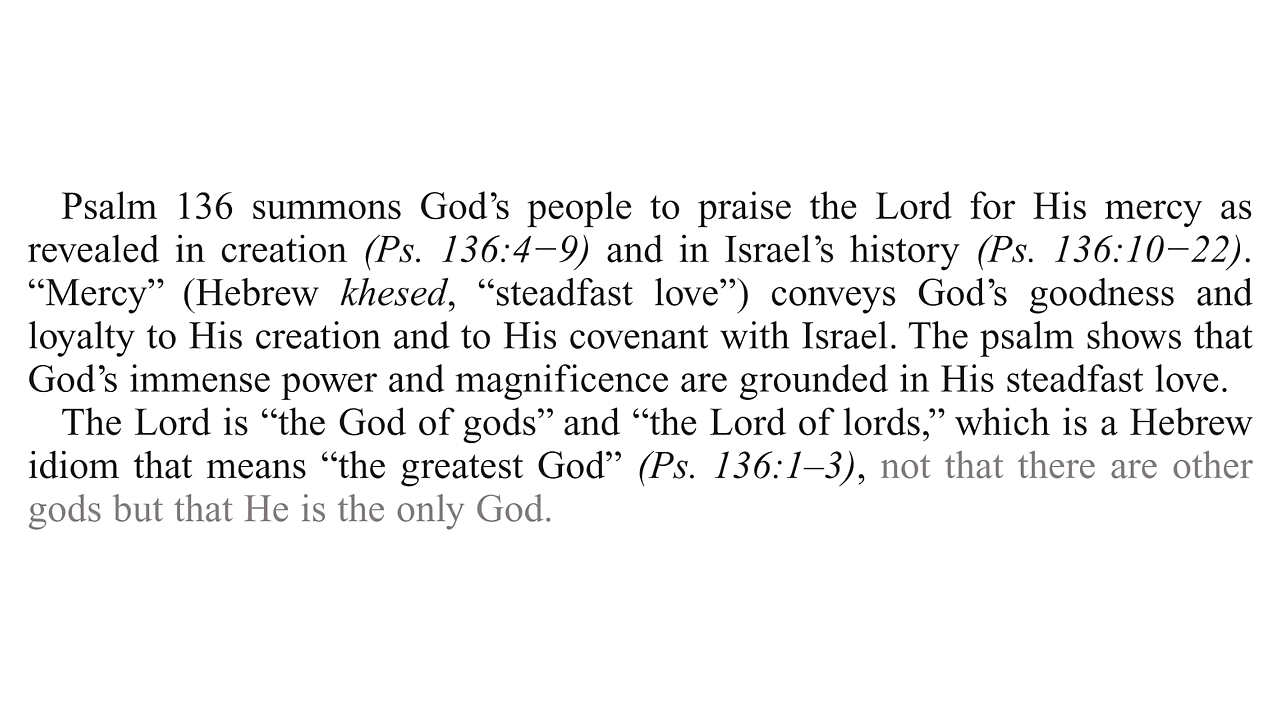 Psalm 136 summons God’s people to praise the Lord for His mercy as
revealed in creation (Ps. 136:4−9) and in Israel’s history (Ps. 136:10−22).
“Mercy” (Hebrew khesed, “steadfast love”) conveys God’s goodness and
loyalty to His creation and to His covenant with Israel. The psalm shows that
God’s immense power and magnificence are grounded in His steadfast love.
The Lord is “the God of gods” and “the Lord of lords,” which is a Hebrew
idiom that means “the greatest God” (Ps. 136:1–3), not that there are other
gods but that He is the only God.